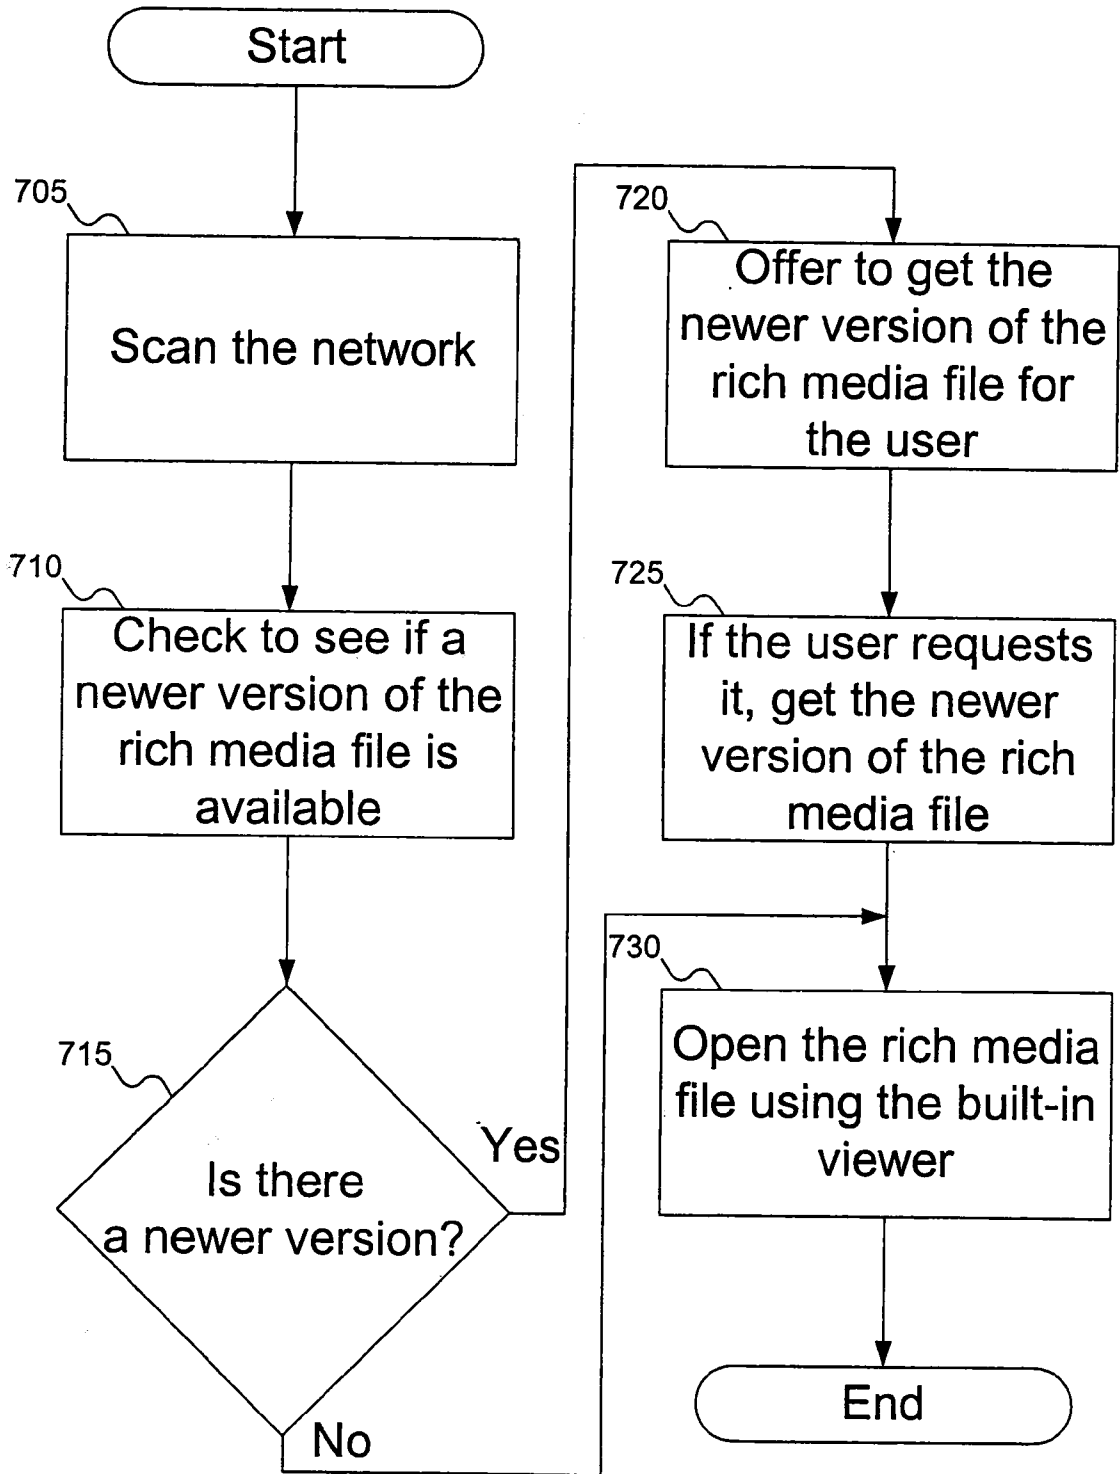 Start
705
Scan the network
710
Check to see if a
newer version of the
rich media file is
available
715
Is there
a newer version?
Yes
No
720
Offer to get the
newer version of the
rich media file for
the user
725
If the user requests
it, get the newer
version of the rich
media file
730
Open the rich media
file using the built-in
viewer
End